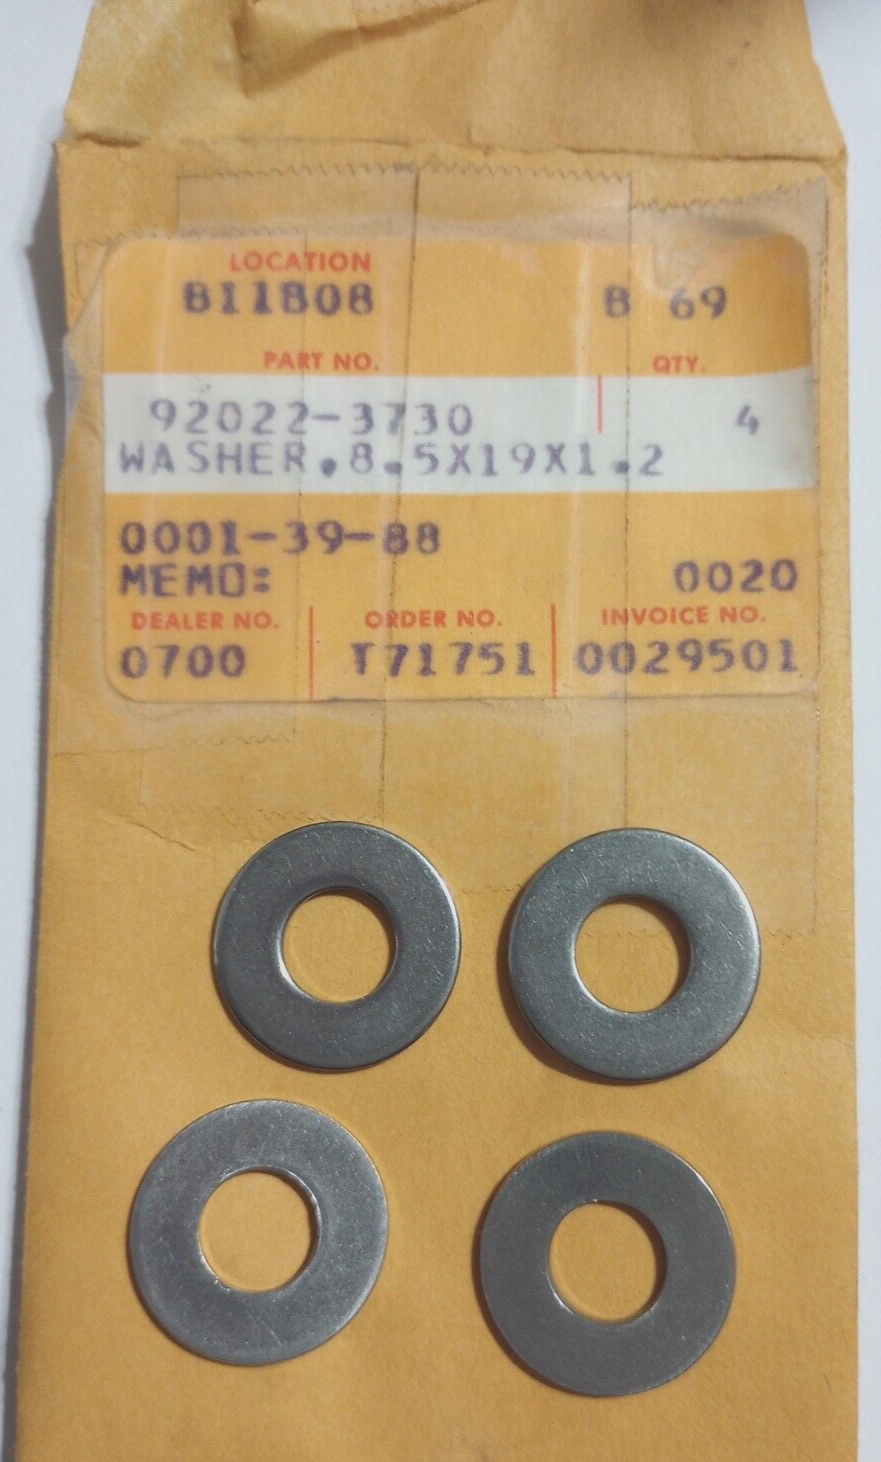 LOCATION
B11B08 B 69
PART NO. QTY.
92022-3730 4
WASHER,8.5X19X1.2
0001-39-88
MEMO: 0020
DEALER NO. ORDER NO. INVOICE NO.
0700 T71751 0029501